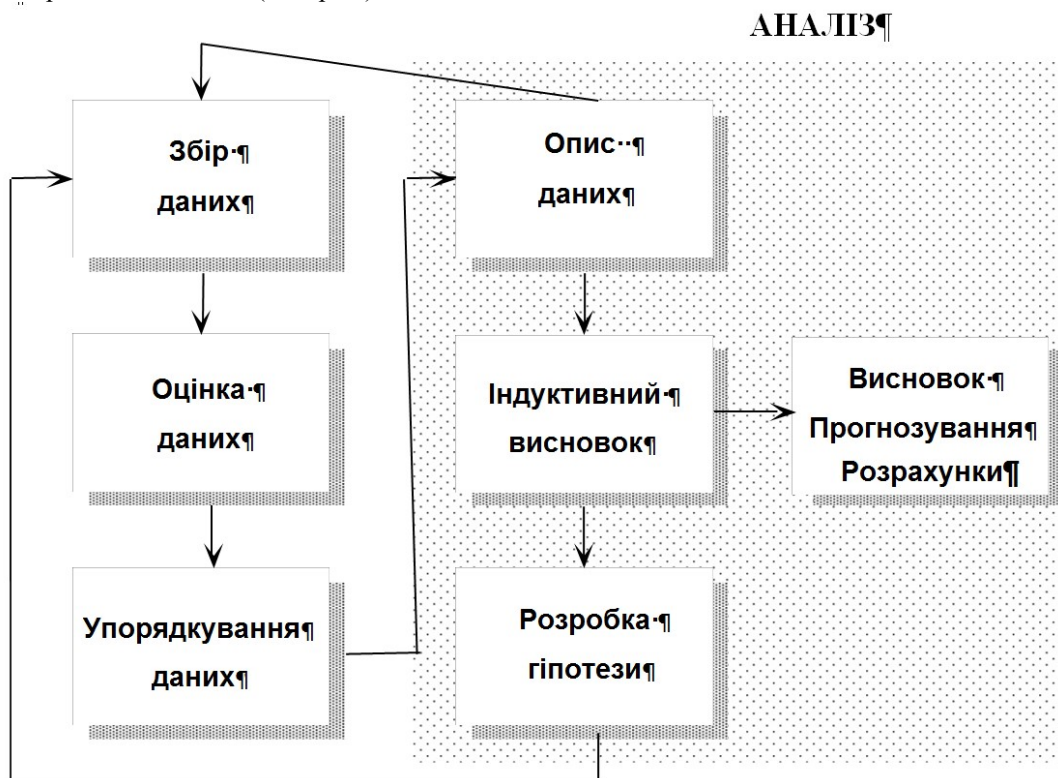 АНАЛІЗ¶
Збір·¶
даних¶
Опис··¶
даних¶
Оцінка·¶
даних¶
Індуктивний·¶
висновок¶
Висновок·¶
Прогнозування¶
Розрахунки¶
Упорядкування¶
даних¶
Розробка·¶
гіпотези¶